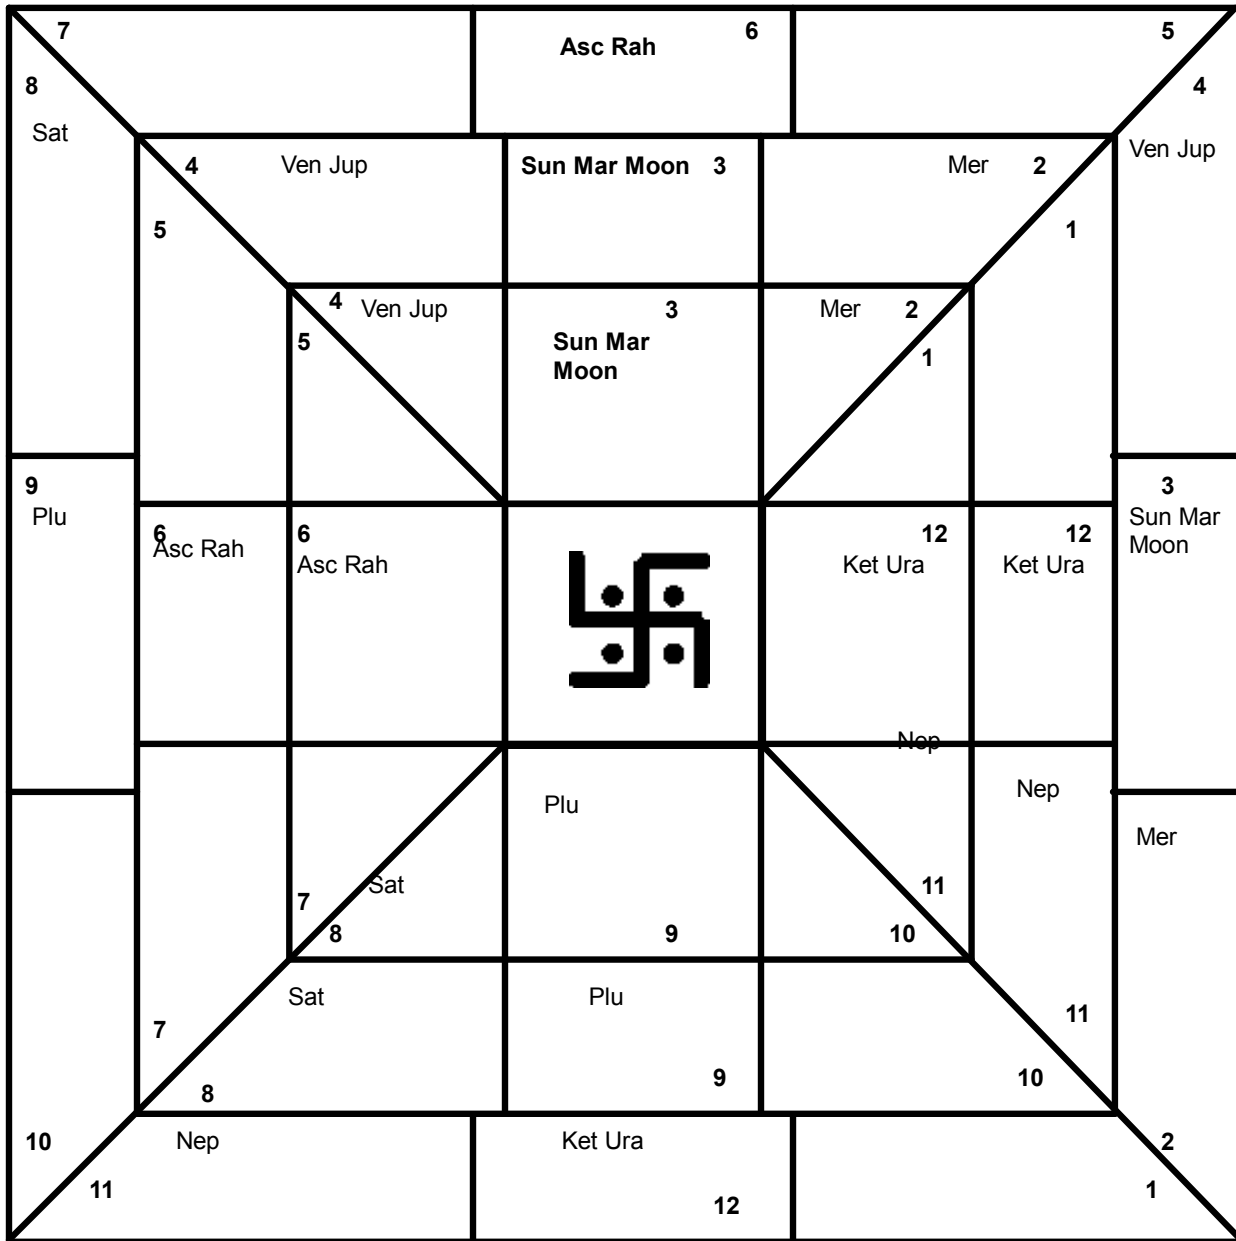 7
Asc Rah 6
5
8
4
Sat
Ven Jup
4 Ven Jup
Sun Mar Moon 3
Mer 2
5
1
4 Ven Jup
3
Mer 2
5
Sun Mar
Moon
1
9
Plu
3
Sun Mar
Moon
6
Asc Rah
6
Asc Rah
12
Ket Ura
12
Ket Ura
Nep
Plu
Nep
Mer
7
Sat
8
9
11
10
Sat
Plu
7
11
8
9
10
10
Nep
Ket Ura
2
11
12
1